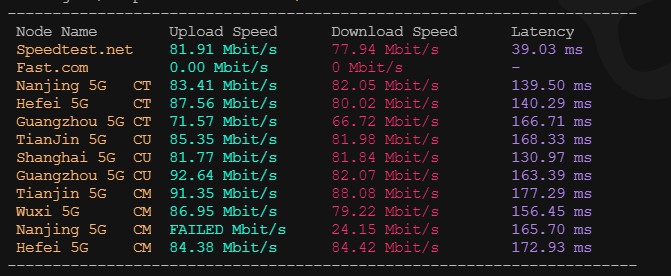 Node Name Upload Speed Download Speed Latency
Speedtest.net 81.91 Mbit/s 77.94 Mbit/s 39.03 ms
Fast.com 0.00 Mbit/s 0 Mbit/s -
Nanjing 5G CT 83.41 Mbit/s 82.05 Mbit/s 139.50 ms
Hefei 5G CT 87.56 Mbit/s 80.02 Mbit/s 140.29 ms
Guangzhou 5G CT 71.57 Mbit/s 66.72 Mbit/s 166.71 ms
TianJin 5G CU 85.35 Mbit/s 81.98 Mbit/s 168.33 ms
Shanghai 5G CU 81.77 Mbit/s 81.84 Mbit/s 130.97 ms
Guangzhou 5G CU 92.64 Mbit/s 82.07 Mbit/s 163.39 ms
Tianjin 5G CM 91.35 Mbit/s 88.08 Mbit/s 177.29 ms
Wuxi 5G CM 86.95 Mbit/s 79.22 Mbit/s 156.45 ms
Nanjing 5G CM FAILED Mbit/s 24.15 Mbit/s 165.70 ms
Hefei 5G CM 84.38 Mbit/s 84.42 Mbit/s 172.93 ms